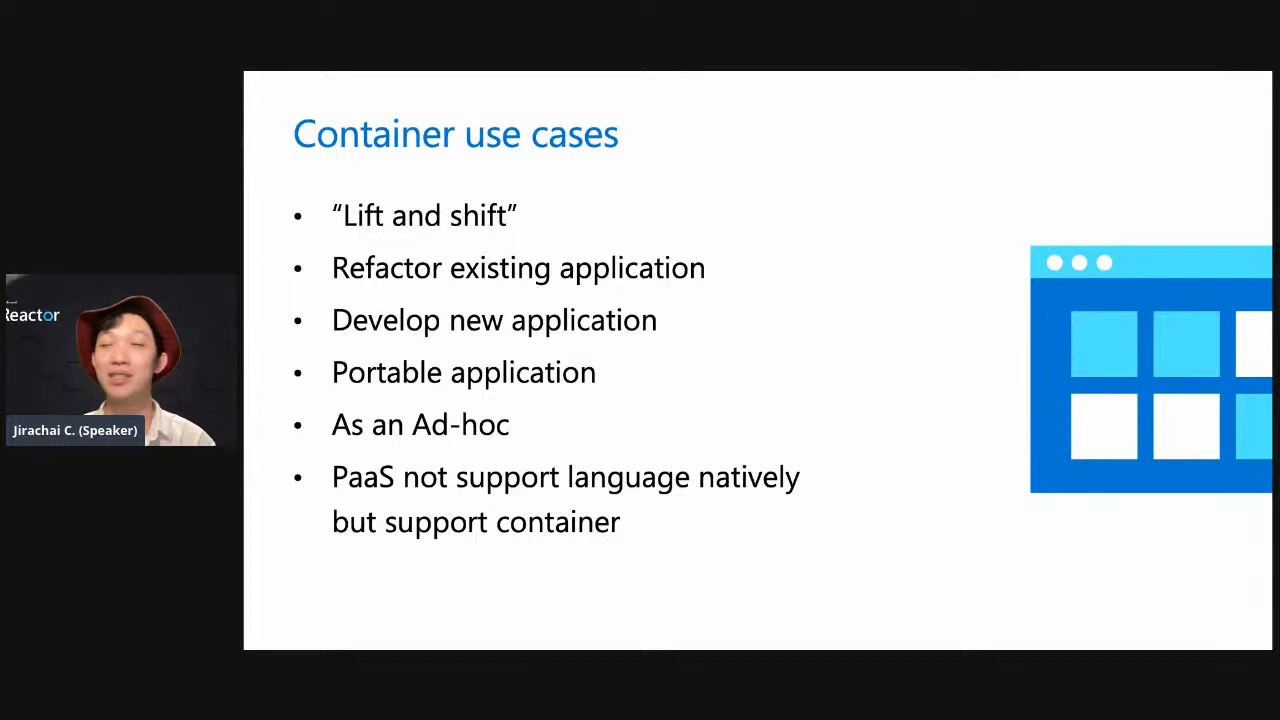 Container use cases
• “Lift and shift”
• Refactor existing application
• Develop new application
• Portable application
• As an Ad-hoc
• PaaS not support language natively
but support container
Reactor
Jirachai C. (Speaker)